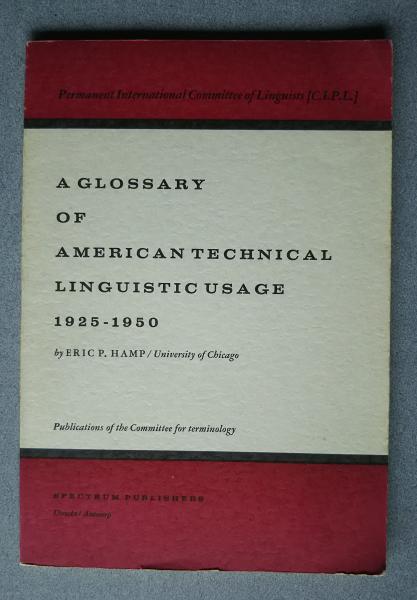 Permanent International Committee of Linguists [C.I.P.L.]
A GLOSSARY
OF
AMERICAN TECHNICAL
LINGUISTIC USAGE
1925-1950
by ERIC P. HAMP / University of Chicago
Publications of the Committee for terminology
SPECTRUM PUBLISHERS
Utrecht / Antwerp